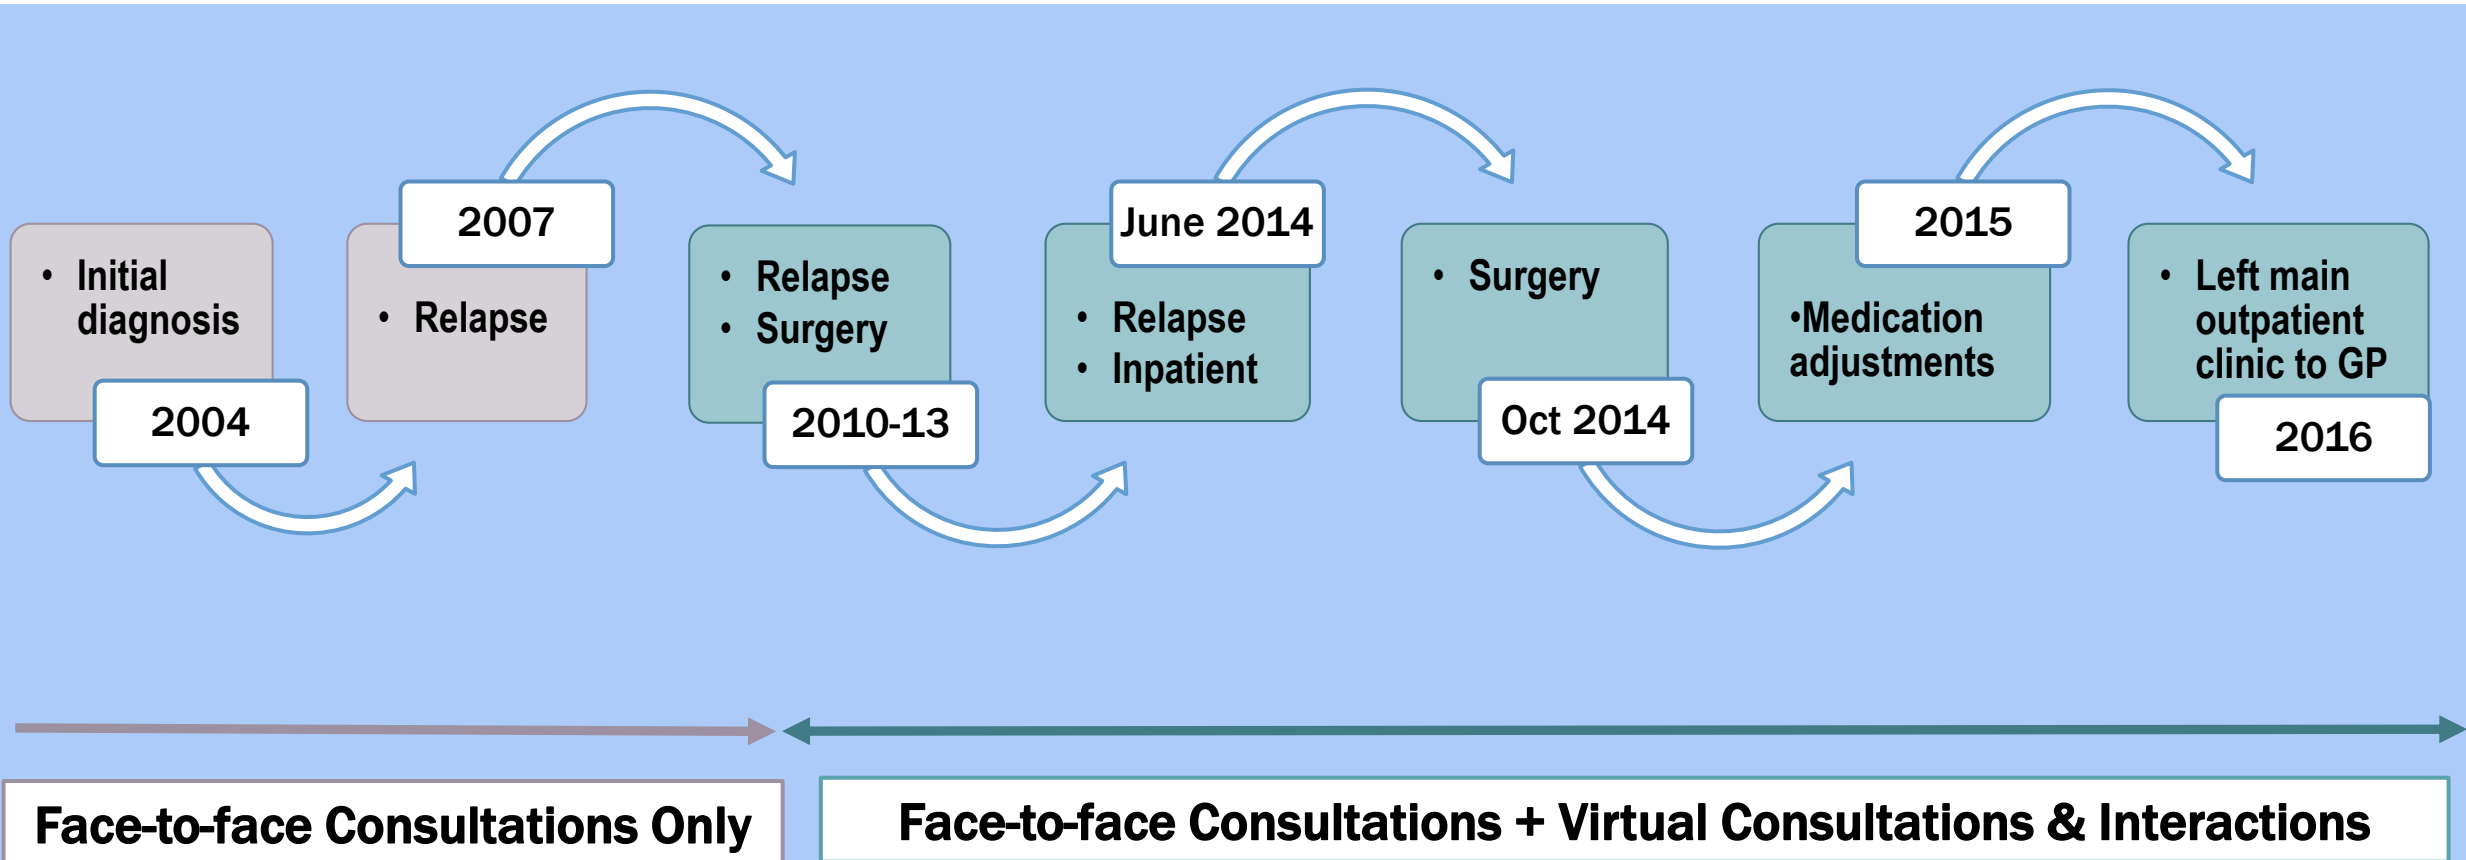 • Initial
diagnosis
2004
2007
• Relapse
• Relapse
• Surgery
2010-13
June 2014
• Relapse
• Inpatient
• Surgery
Oct 2014
2015
•Medication
adjustments
• Left main
outpatient
clinic to GP
2016
Face-to-face Consultations Only
Face-to-face Consultations + Virtual Consultations & Interactions